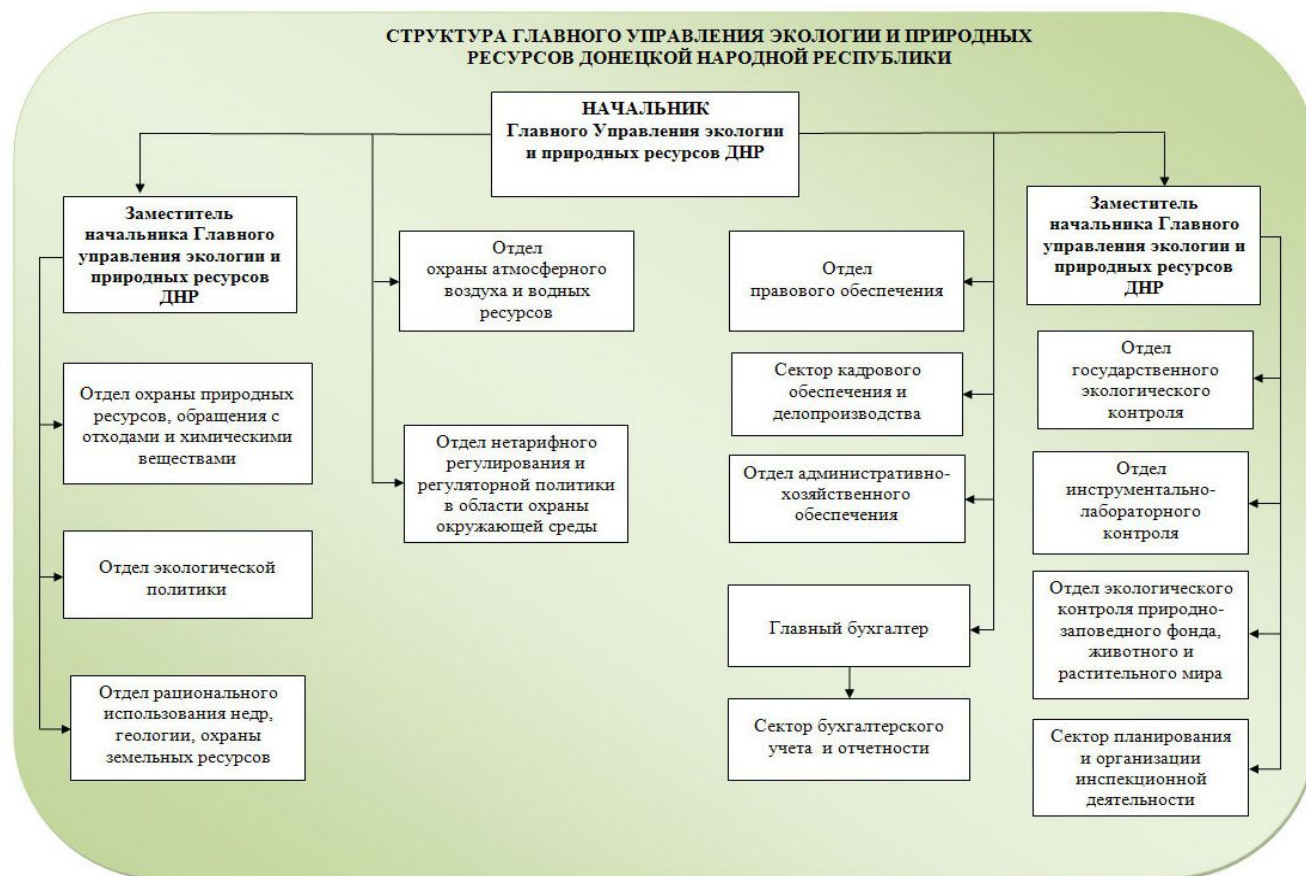 СТРУКТУРА ГЛАВНОГО УПРАВЛЕНИЯ ЭКОЛОГИИ И ПРИРОДНЫХ
РЕСУРСОВ ДОНЕЦКОЙ НАРОДНОЙ РЕСПУБЛИКИ
НАЧАЛЬНИК
Главного Управления экологии
и природных ресурсов ДНР
Заместитель
начальника Главного
управления экологии и
природных ресурсов
ДНР
Отдел охраны природных
ресурсов, обращения с
отходами и химическими
веществами
Отдел экологической
политики
Отдел рационального
использования недр,
геологии, охраны
земельных ресурсов
Отдел
охраны атмосферного
воздуха и водных
ресурсов
Отдел нетарифного
регулирования и
регуляторной политики
в области охраны
окружающей среды
Отдел
правового обеспечения
Сектор кадрового
обеспечения и
делопроизводства
Отдел административно-
хозяйственного
обеспечения
Главный бухгалтер
Сектор бухгалтерского
учета и отчетности
Заместитель
начальника Главного
управления экологии и
природных ресурсов
ДНР
Отдел
государственного
экологического
контроля
Отдел
инструментально-
лабораторного
контроля
Отдел экологического
контроля природно-
заповедного фонда,
животного и
растительного мира
Сектор планирования
и организации
инспекционной
деятельности